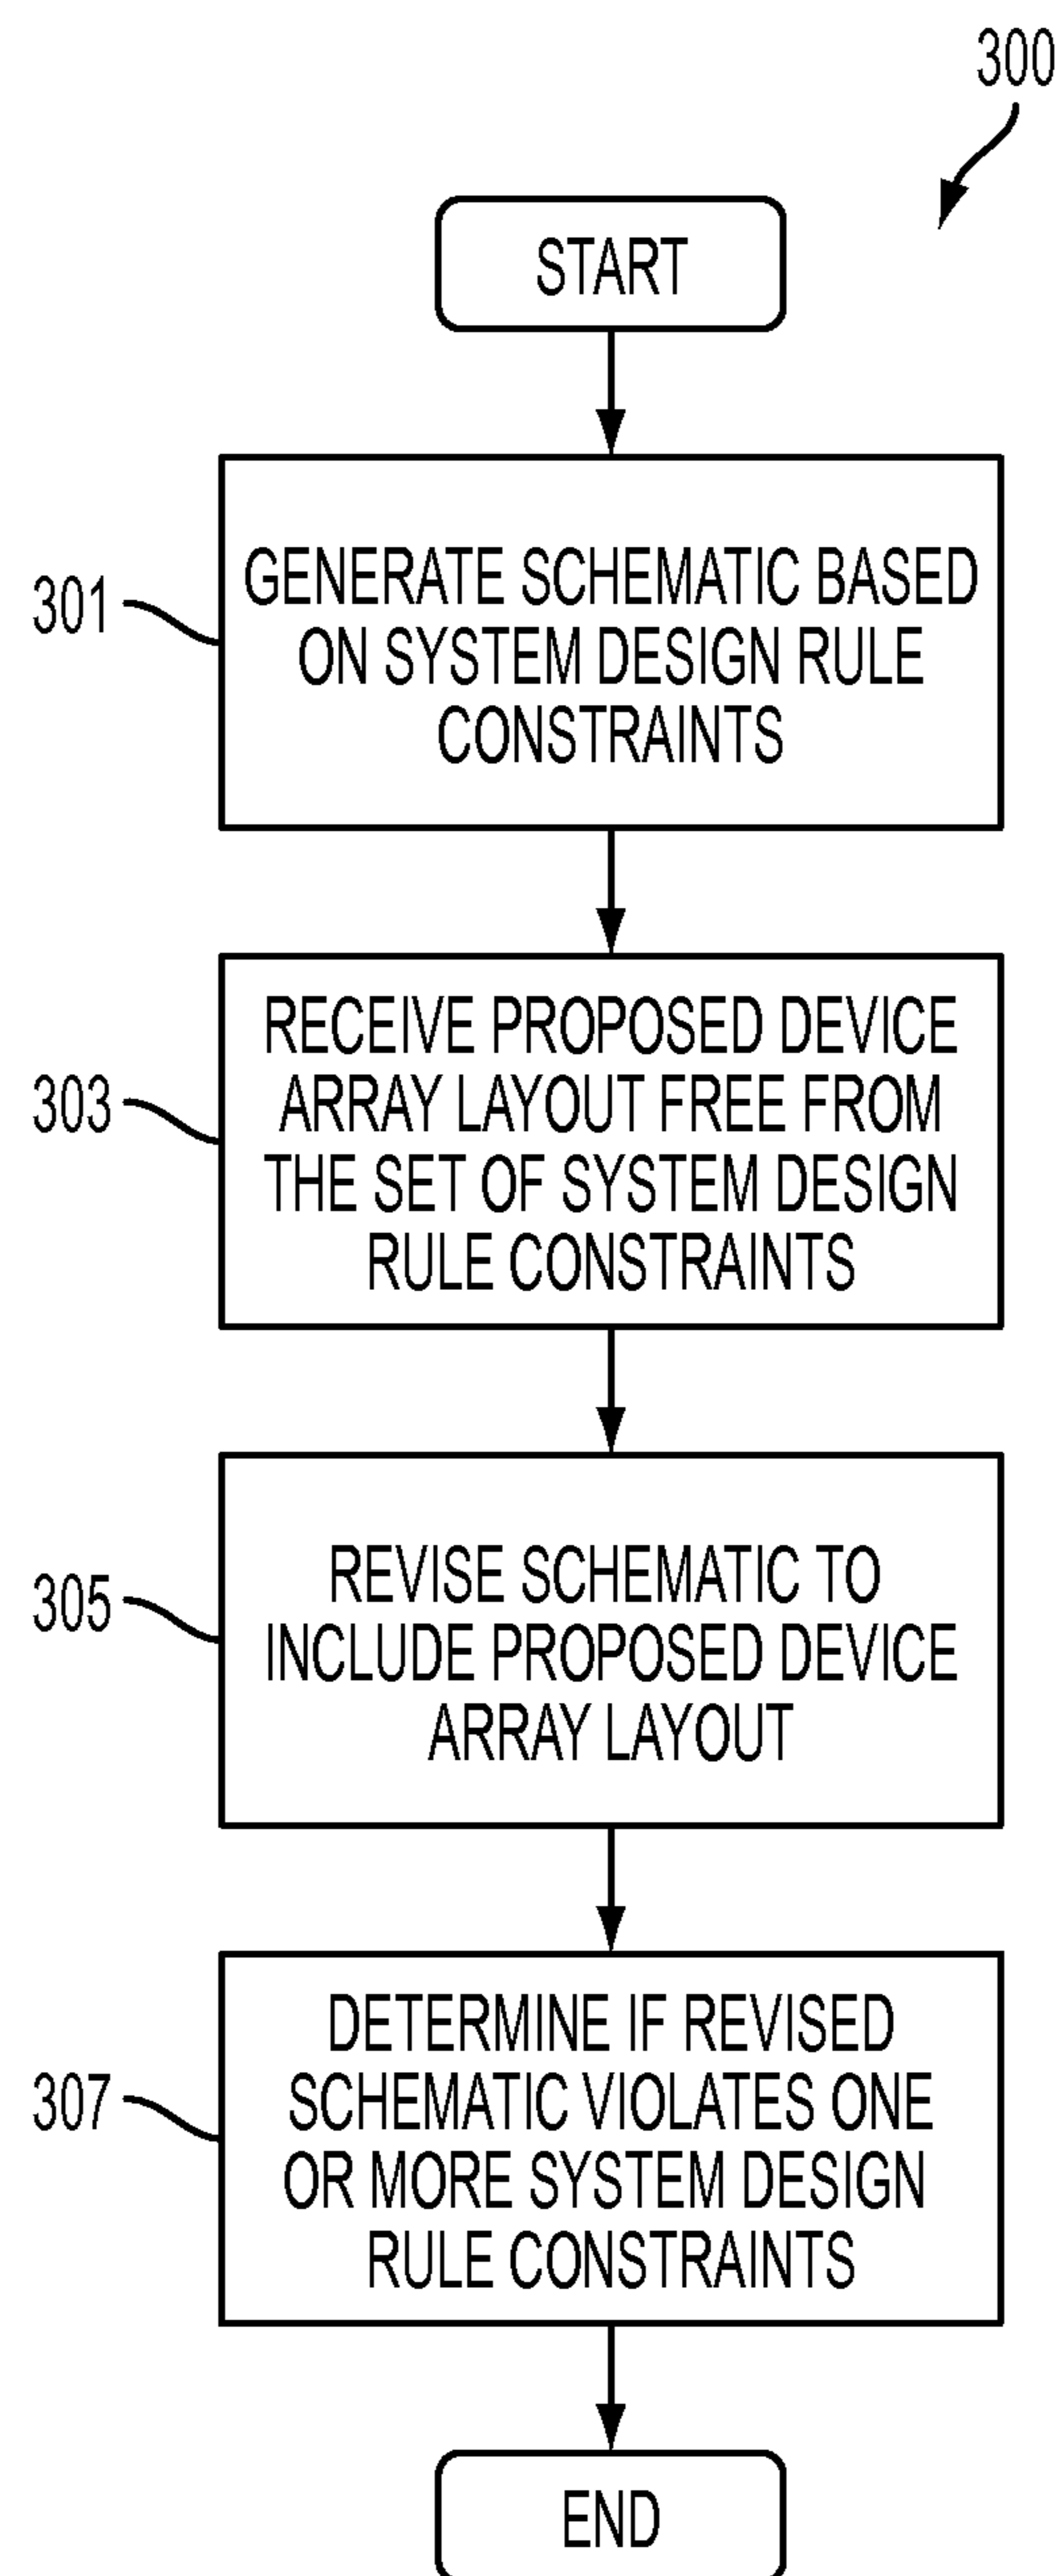 300
START
301
GENERATE SCHEMATIC BASED
ON SYSTEM DESIGN RULE
CONSTRAINTS
303
RECEIVE PROPOSED DEVICE
ARRAY LAYOUT FREE FROM
THE SET OF SYSTEM DESIGN
RULE CONSTRAINTS
305
REVISE SCHEMATIC TO
INCLUDE PROPOSED DEVICE
ARRAY LAYOUT
307
DETERMINE IF REVISED
SCHEMATIC VIOLATES ONE
OR MORE SYSTEM DESIGN
RULE CONSTRAINTS
END